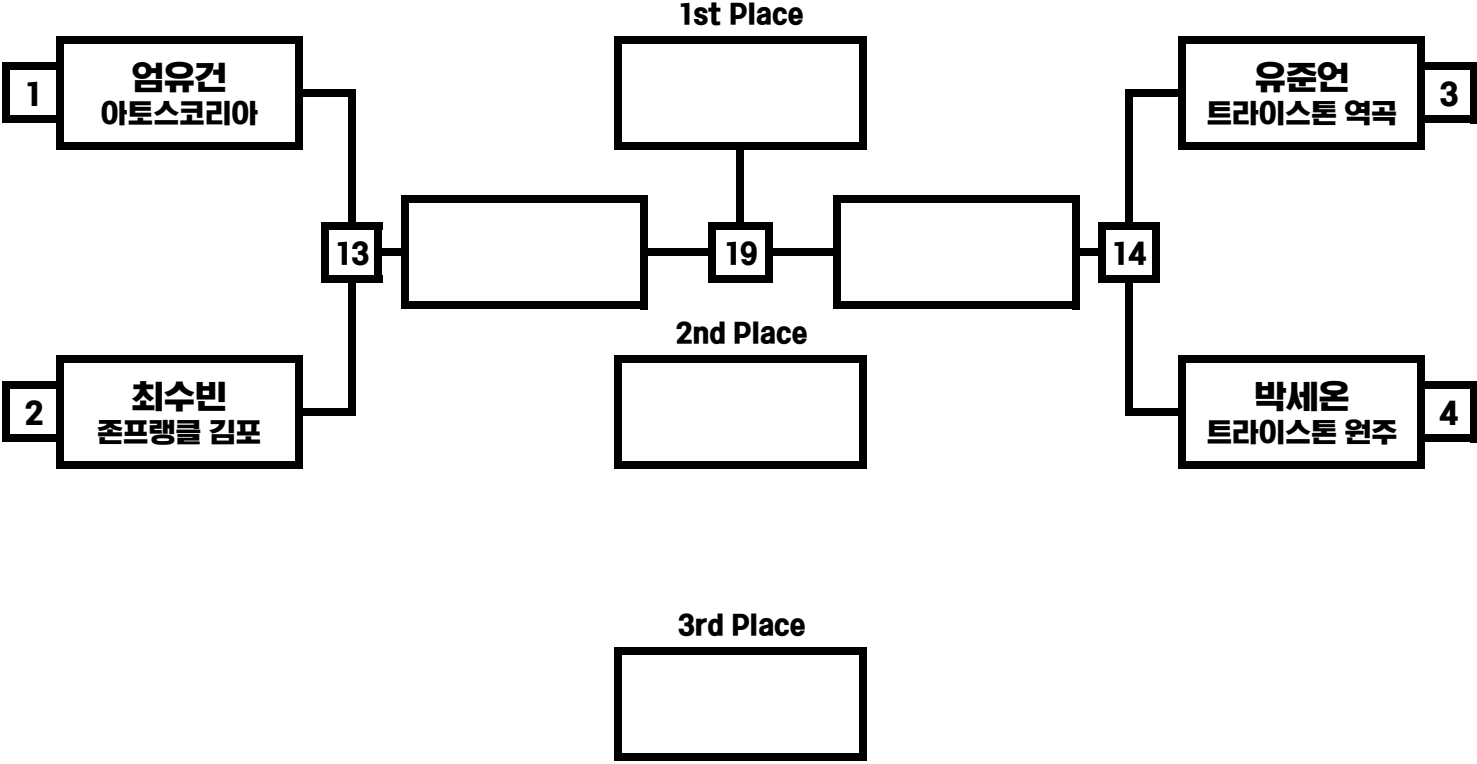 1st Place
1
엄유건
아토스코리아
유준언
트라이스톤 역곡
3
13
19
14
2nd Place
2
최수빈
존프랭클 김포
박세온
트라이스톤 원주
4
3rd Place